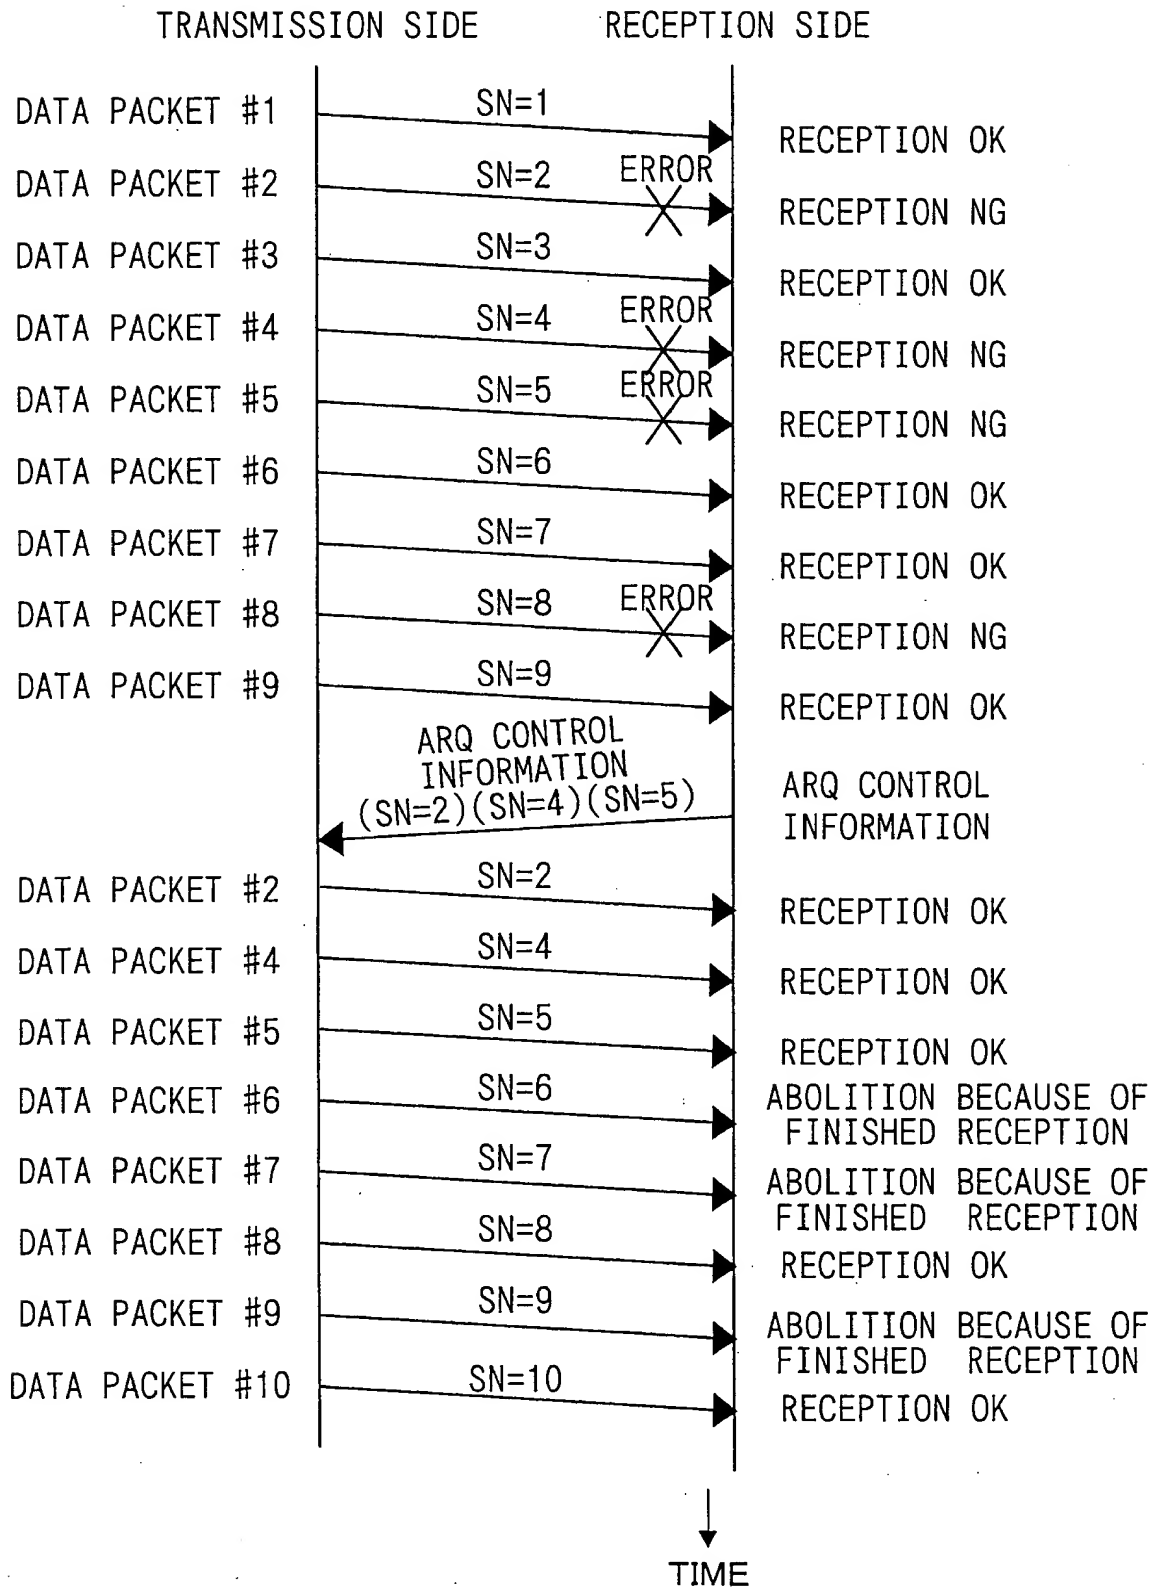 TRANSMISSION SIDE
RECEPTION SIDE
DATA PACKET #1
SN=1
RECEPTION OK
DATA PACKET #2
SN=2
ERROR
RECEPTION NG
DATA PACKET #3
SN=3
RECEPTION OK
DATA PACKET #4
SN=4
ERROR
RECEPTION NG
DATA PACKET #5
SN=5
ERROR
RECEPTION NG
DATA PACKET #6
SN=6
RECEPTION OK
DATA PACKET #7
SN=7
RECEPTION OK
DATA PACKET #8
SN=8
ERROR
RECEPTION NG
DATA PACKET #9
SN=9
RECEPTION OK
ARQ CONTROL
INFORMATION
(SN=2)(SN=4)(SN=5)
ARQ CONTROL
INFORMATION
DATA PACKET #2
SN=2
RECEPTION OK
DATA PACKET #4
SN=4
RECEPTION OK
DATA PACKET #5
SN=5
RECEPTION OK
DATA PACKET #6
SN=6
ABOLITION BECAUSE OF
FINISHED RECEPTION
DATA PACKET #7
SN=7
ABOLITION BECAUSE OF
FINISHED RECEPTION
DATA PACKET #8
SN=8
RECEPTION OK
DATA PACKET #9
SN=9
ABOLITION BECAUSE OF
FINISHED RECEPTION
DATA PACKET #10
SN=10
RECEPTION OK
TIME